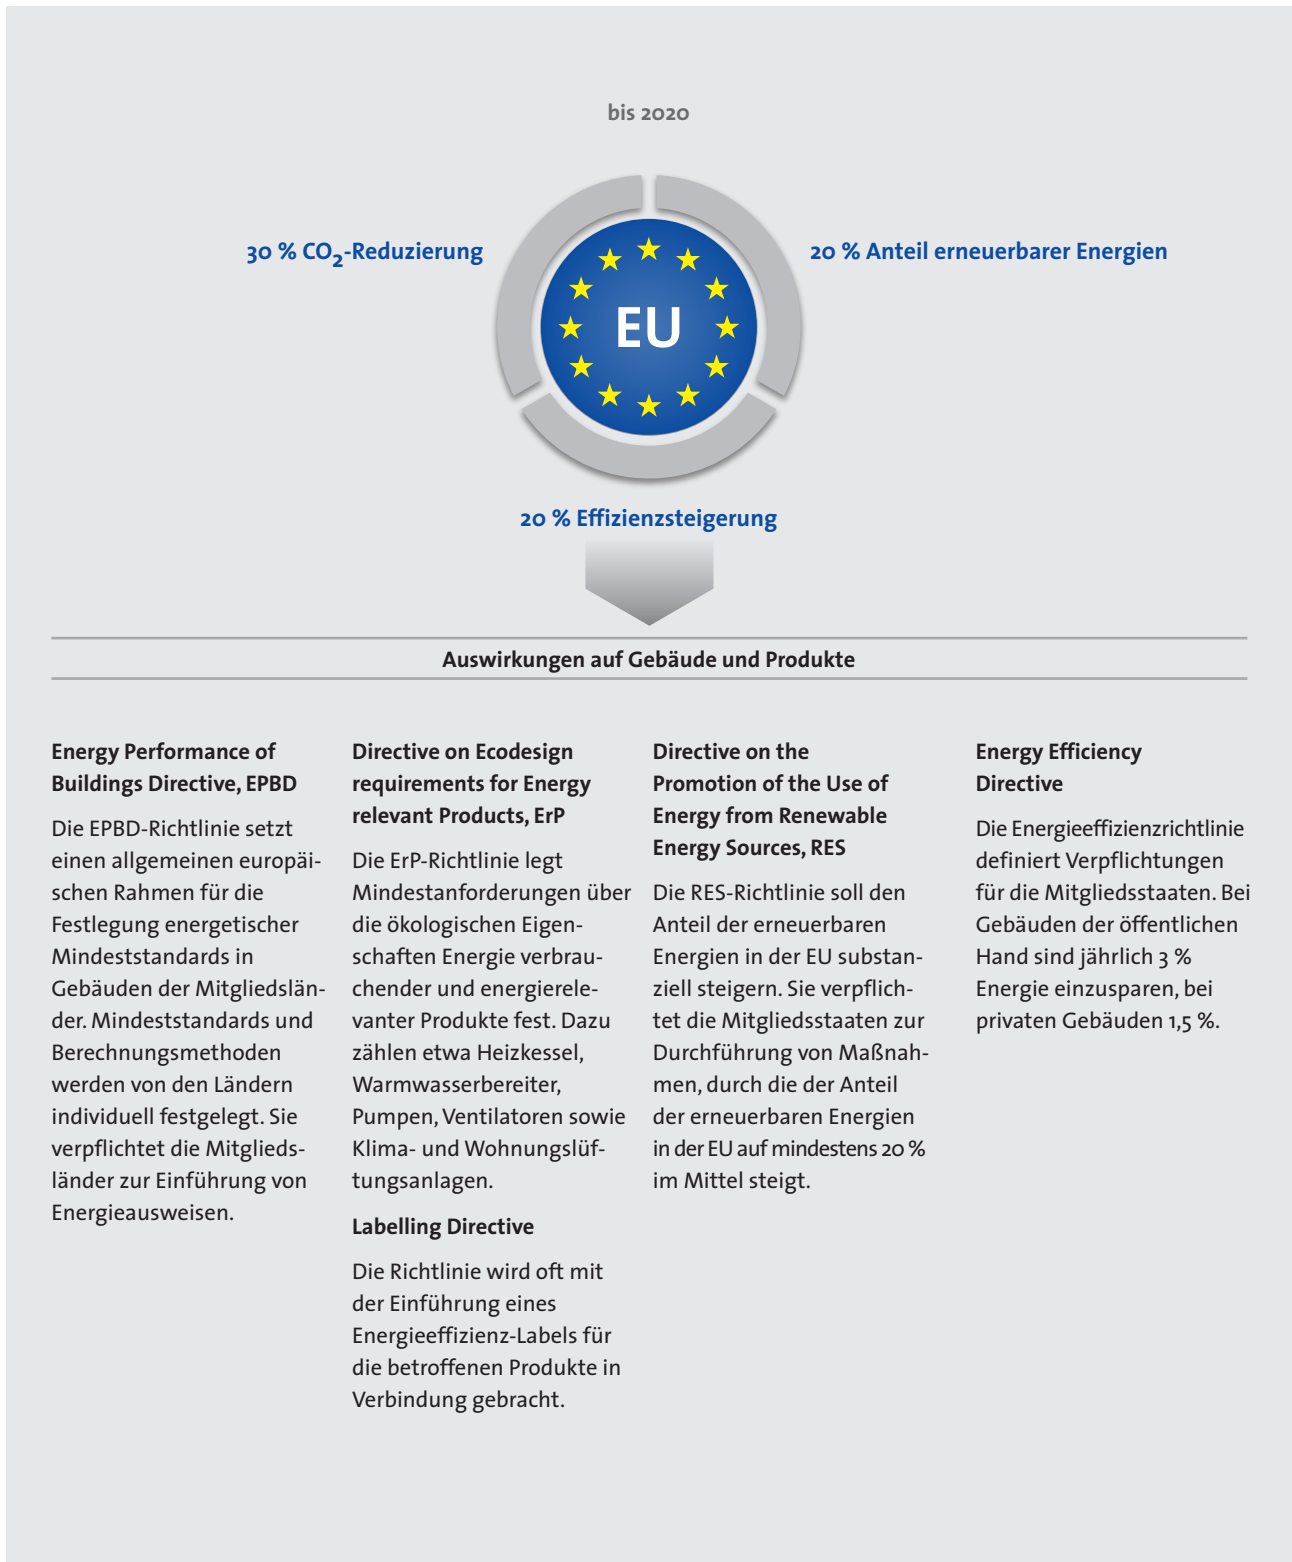 bis 2020
30 % CO₂-Reduzierung
20 % Anteil erneuerbarer Energien
EU
20 % Effizienzsteigerung
Auswirkungen auf Gebäude und Produkte
Energy Performance of
Buildings Directive, EPBD
Die EPBD-Richtlinie setzt
einen allgemeinen europäi-
schen Rahmen für die
Festlegung energetischer
Mindeststandards in
Gebäuden der Mitgliedslän-
der. Mindeststandards und
Berechnungsmethoden
werden von den Ländern
individuell festgelegt. Sie
verpflichtet die Mitglieds-
länder zur Einführung von
Energieausweisen.
Directive on Ecodesign
requirements for Energy
relevant Products, ErP
Die ErP-Richtlinie legt
Mindestanforderungen über
die ökologischen Eigen-
schaften Energie verbrau-
chender und energierele-
vanter Produkte fest. Dazu
zählen etwa Heizkessel,
Warmwasserbereiter,
Pumpen, Ventilatoren sowie
Klima- und Wohnungslüf-
tungsanlagen.
Labelling Directive
Die Richtlinie wird oft mit
der Einführung eines
Energieeffizienz-Labels für
die betroffenen Produkte in
Verbindung gebracht.
Directive on the
Promotion of the Use of
Energy from Renewable
Energy Sources, RES
Die RES-Richtlinie soll den
Anteil der erneuerbaren
Energien in der EU substan-
ziell steigern. Sie verpflich-
tet die Mitgliedsstaaten zur
Durchführung von Maßnah-
men, durch die der Anteil
der erneuerbaren Energien
in der EU auf mindestens 20 %
im Mittel steigt.
Energy Efficiency
Directive
Die Energieeffizienzrichtlinie
definiert Verpflichtungen
für die Mitgliedsstaaten. Bei
Gebäuden der öffentlichen
Hand sind jährlich 3 %
Energie einzusparen, bei
privaten Gebäuden 1,5 %.